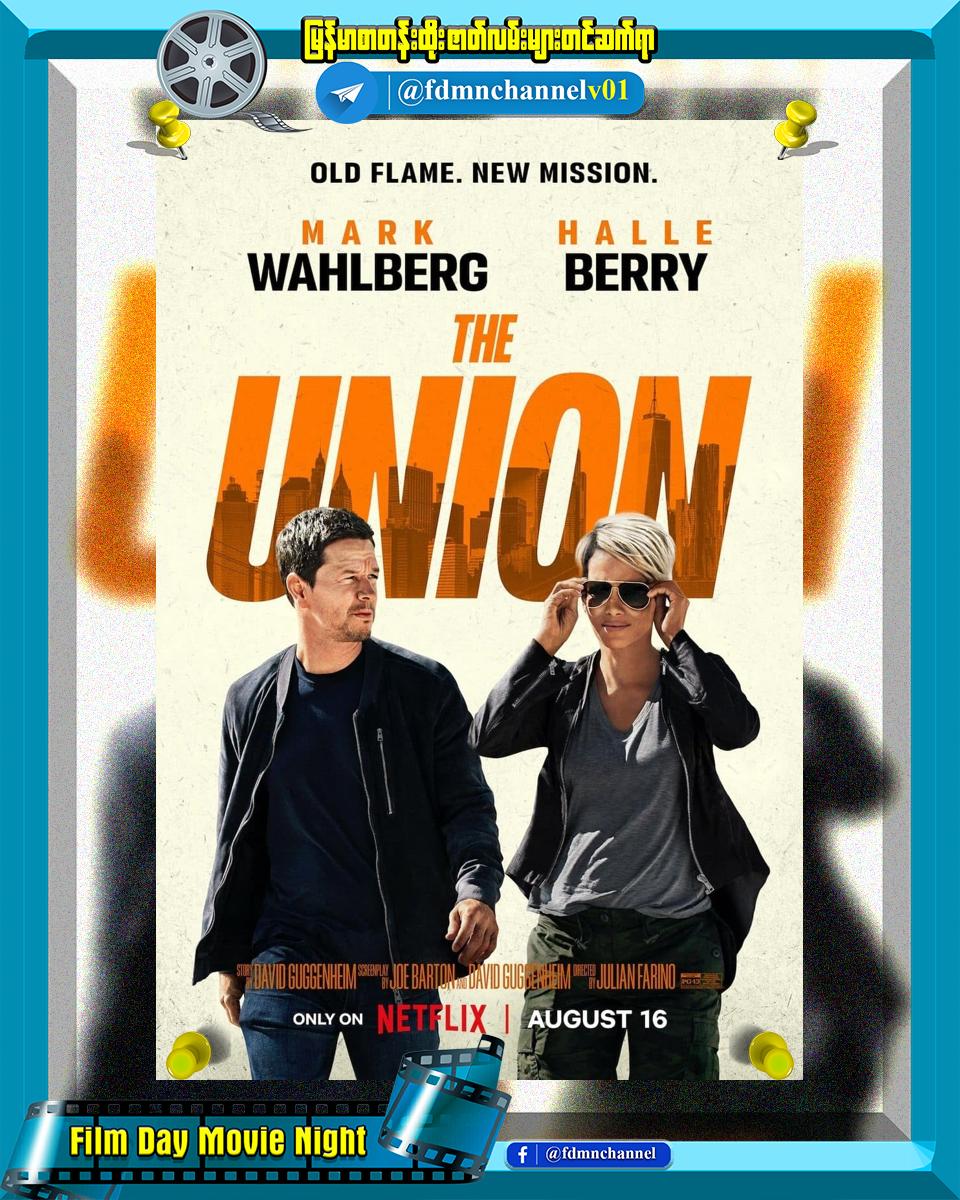 မြန်မာစာတန်းထိုးဇာတ်လမ်းများတင်ဆက်ရာ
@fdmnchannelv01
OLD FLAME. NEW MISSION.
MARK WAHLBERG
HALLE BERRY
THE
UNION
STORY BY DAVID GUGGENHEIM SCREENPLAY BY JOE BARTON AND DAVID GUGGENHEIM DIRECTED BY JULIAN FARINO PG-13
ONLY ON NETFLIX | AUGUST 16
Film Day Movie Night
f | @fdmnchannel